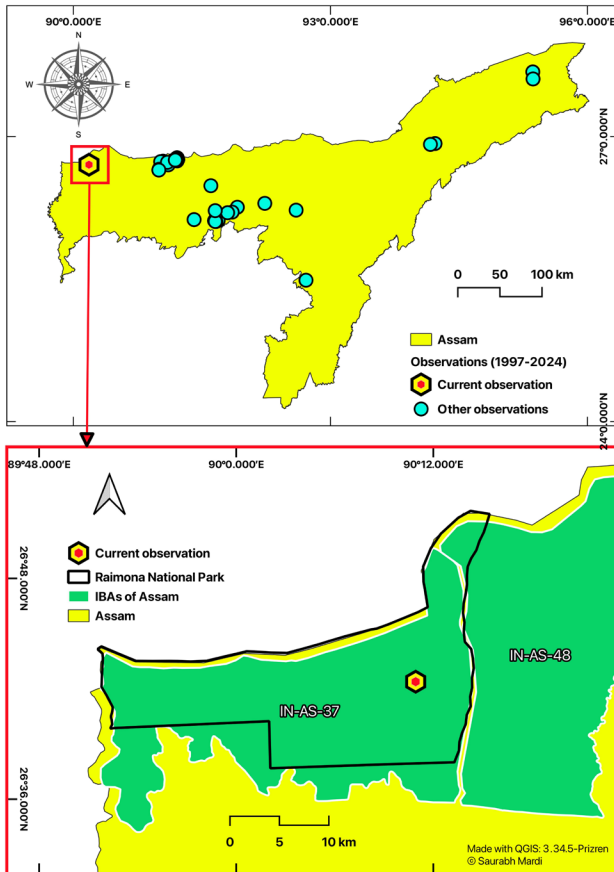 90°0.000'E
93°0.000'E
96°0.000'E
N
W
E
S
27°0.000'N
0
50
100 km
Assam
Observations (1997-2024)
Current observation
Other observations
24°0.000'N
89°48.000'E
90°0.000'E
90°12.000'E
26°48.000'N
Current observation
Raimona National Park
IBAs of Assam
Assam
IN-AS-48
IN-AS-37
26°36.000'N
0
5
10 km
Made with QGIS: 3.34.5-Prizren
© Saurabh Mardi